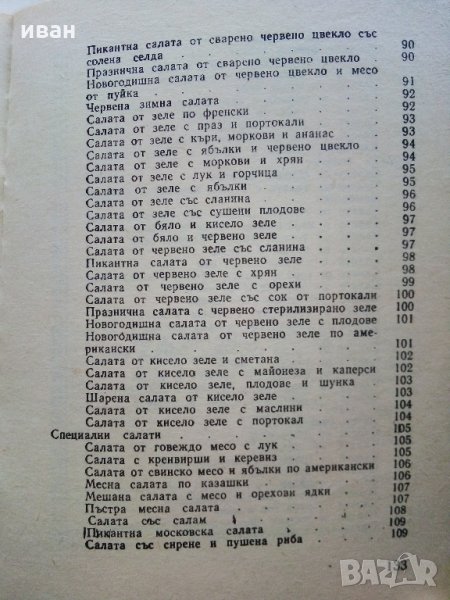 иван
Пикантна салата от сварено червено цвекло със
солена селда 90
Празнична салата от сварено червено цвекло 90
Новогодишна салата от червено цвекло и месо
от пуйка 91
Червена зимна салата 92
Салата от зеле по френски 92
Салата от зеле с праз и портокали 93
Салата от зеле с къри, моркови и ананас 93
Салата от зеле с ябълки и червено цвекло 94
Салата от зеле с моркови и хрян 94
Салата от зеле с лук и горчица 95
Салата от зеле с ябълки 95
Салата от зеле със сланина 96
Салата от зеле със сушени плодове 96
Салата от бяло и кисело зеле 97
Салата от бяло и червено зеле 97
Салата от червено зеле със сланина 97
Пикантна салата от червено зеле 98
Салата от червено зеле с хрян 98
Салата от червено зеле с орехи 99
Салата от червено зеле със сок от портокали 100
Празнична салата с червено стерилизирано зеле 100
Новогодишна салата от червено зеле с плодове 101
Новогодишна салата от червено зеле по аме-
рикански 101
Салата от кисело зеле и сметана 102
Салата от кисело зеле с майонеза и каперси 102
Салата от кисело зеле, плодове и шунка 103
Шарена салата от кисело зеле 103
Салата от кисело зеле с маслини 104
Салата от кисело зеле с портокал 104
Специални салати 105
Салата от говеждо месо с лук 105
Салата с кренвирши и керевиз 105
Салата от свинско месо и ябълки по американски 106
Месна салата по казашки 106
Мешана салата с месо и орехови ядки 107
Пъстра месна салата 107
Салата със салам 108
Пикантна московска салата 109
Салата със сирене и пушена риба 109
153
BAZAR.bg